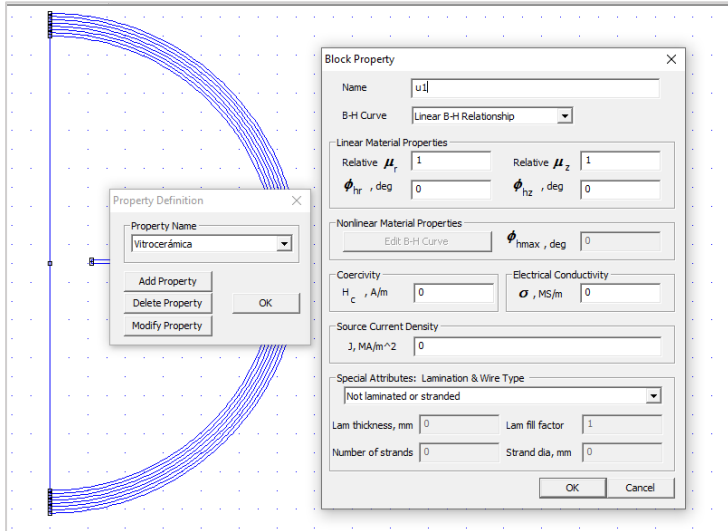 Block Property
Name u1
B-H Curve Linear B-H Relationship
Linear Material Properties
Relative μr 1 Relative μz 1
ϕhr , deg 0 ϕhz , deg 0
Nonlinear Material Properties
Edit B-H Curve ϕhmax , deg 0
Coercivity Electrical Conductivity
Hc , A/m 0 σ , MS/m 0
Source Current Density
J, MA/m^2 0
Special Attributes: Lamination & Wire Type
Not laminated or stranded
Lam thickness, mm 0 Lam fill factor 1
Number of strands 0 Strand dia, mm 0
OK Cancel
Property Definition
Property Name
Vitrocerámica
Add Property
Delete Property OK
Modify Property